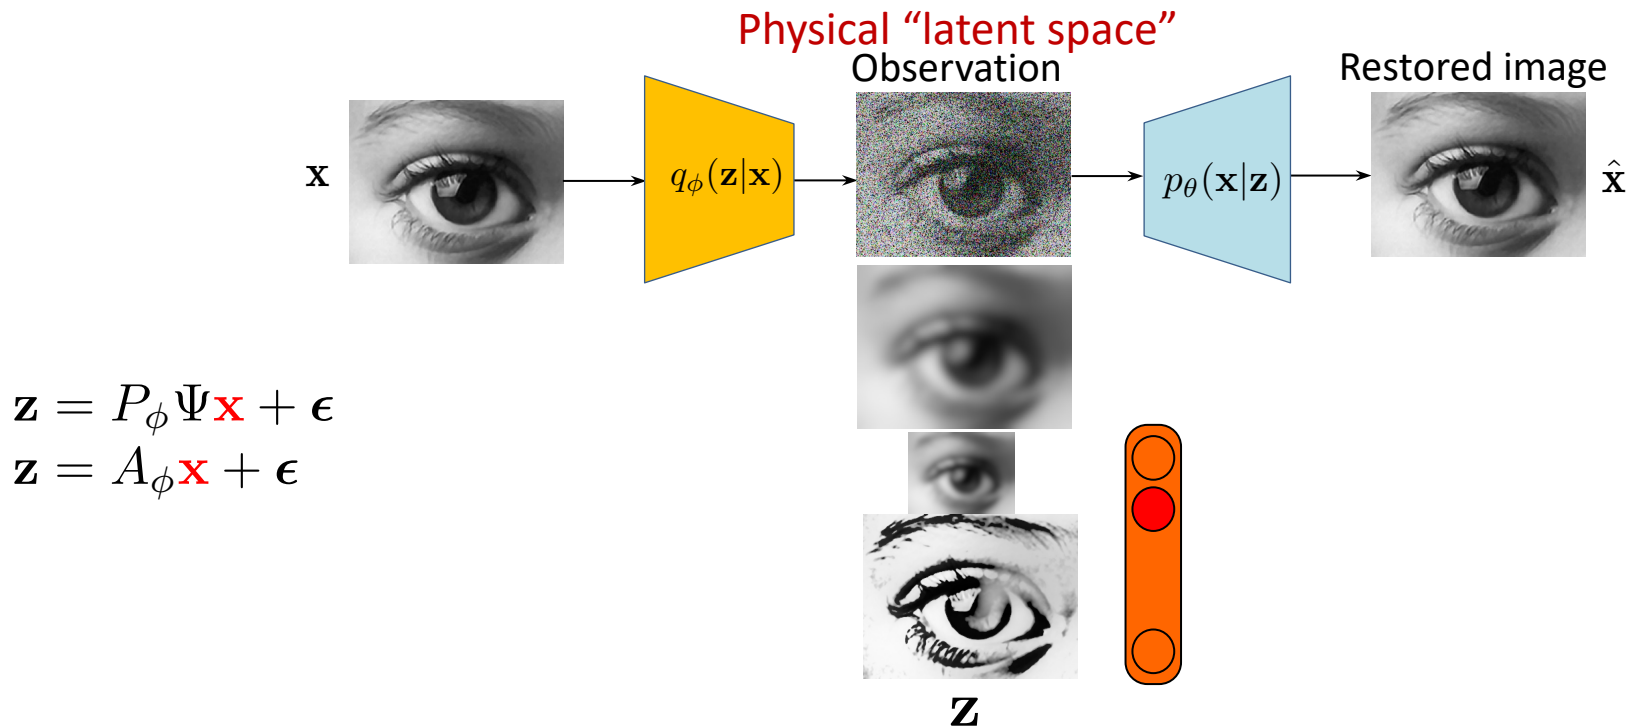 Physical “latent space”
Observation
Restored image
x
q_ϕ(z|x)
p_θ(x|z)
x̂
z = P_ϕΨx + ϵ
z = A_ϕx + ϵ
z